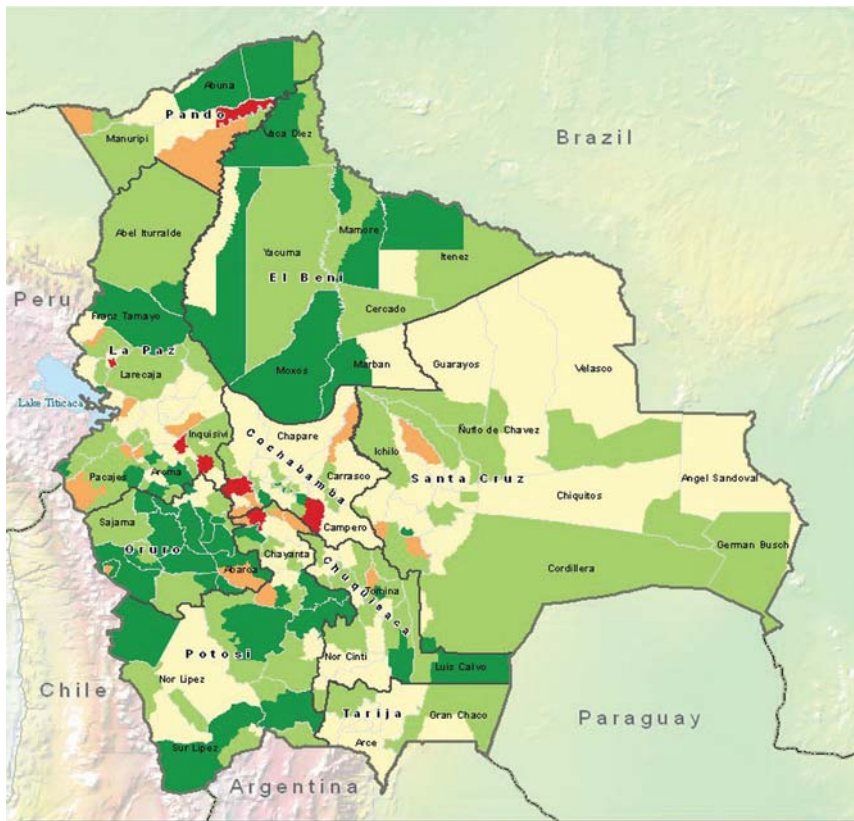 Abuna
Pando
Manuripi
Vaca Diez
Brazil
Abel Iturralde
Mamore
Yacuma
Itenez
El Beni
Peru
Cercado
Franz Tamayo
La Paz
Larecaja
Moxos
Marban
Guarayos
Velasco
Lake Titicaca
Inquisivi
Chapare
Cochabamba
Ichilo
Ñuflo de Chavez
Pacajes
Aroma
Carrasco
Santa Cruz
Angel Sandoval
Chiquitos
Sajama
Campero
Oruro
Chayanta
German Busch
Abaroa
Chuquisaca
Cordillera
Tomina
Potosi
Nor Cinti
Luis Calvo
Chile
Nor Lipez
Tarija
Gran Chaco
Paraguay
Sur Lipez
Arce
Argentina